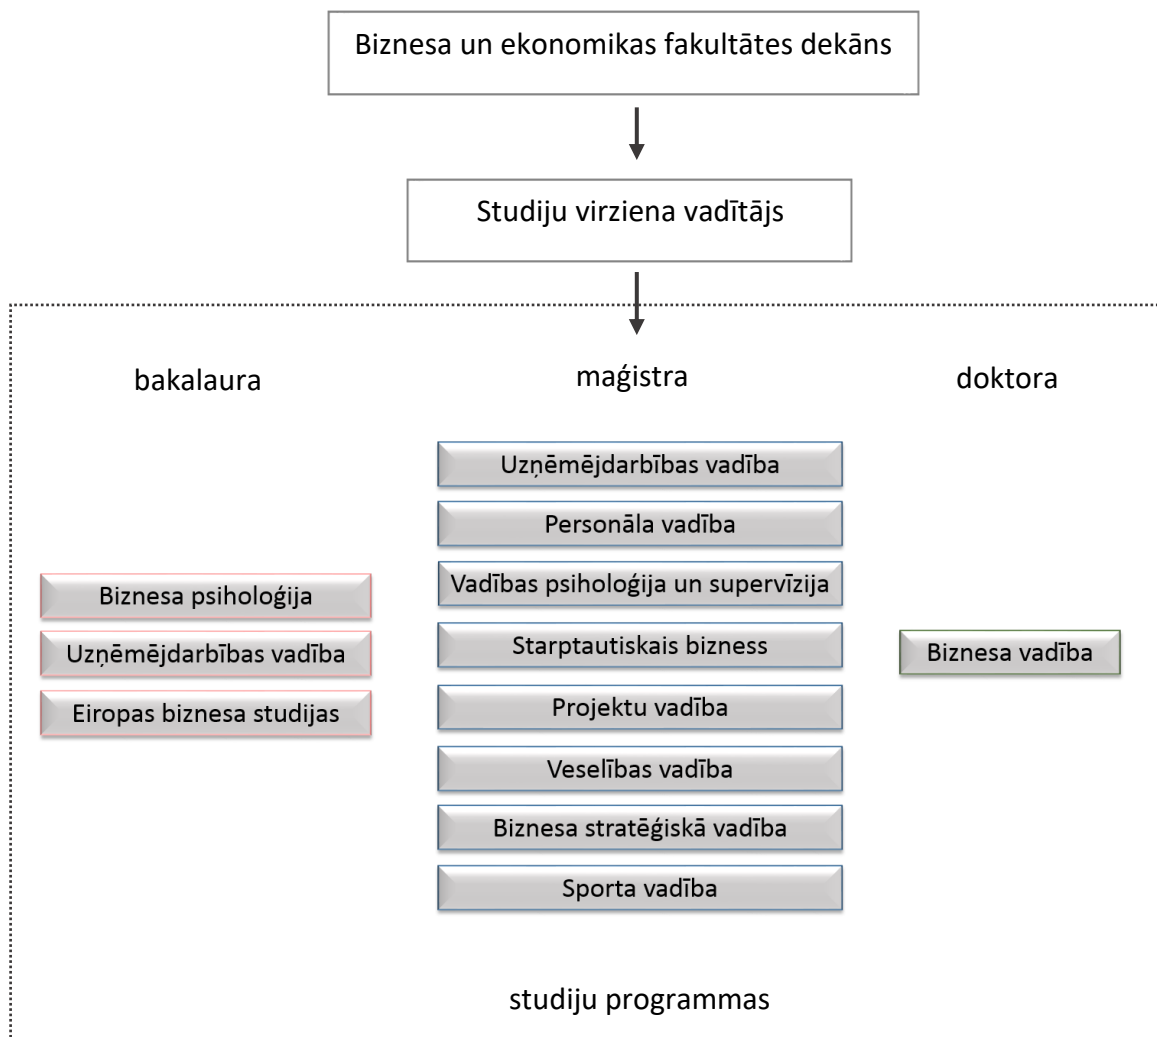 Biznesa un ekonomikas fakultātes dekāns
Studiju virziena vadītājs
bakalaura
maģistra
doktora
Biznesa psiholoģija
Uzņēmējdarbības vadība
Eiropas biznesa studijas
Uzņēmējdarbības vadība
Personāla vadība
Vadības psiholoģija un supervīzija
Starptautiskais bizness
Projektu vadība
Veselības vadība
Biznesa stratēģiskā vadība
Sporta vadība
Biznesa vadība
studiju programmas